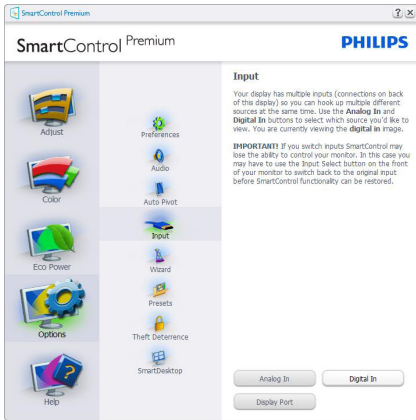 SmartControl Premium
? ×
SmartControl Premium
PHILIPS
Adjust
Color
Eco Power
Options
Help
Preferences
Audio
Auto Pivot
Input
Wizard
Presets
Theft Deterrence
SmartDesktop
Input
Your display has multiple inputs (connections on back
of this display) so you can hook up multiple different
sources at the same time. Use the Analog In and
Digital In buttons to select which source you'd like to
view. You are currently viewing the digital in image.
IMPORTANT! If you switch inputs SmartControl may
lose the ability to control your monitor. In this case you
may have to use the Input Select button on the front
of your monitor to switch back to the original input
before SmartControl functionality can be restored.
Analog In
Digital In
Display Port